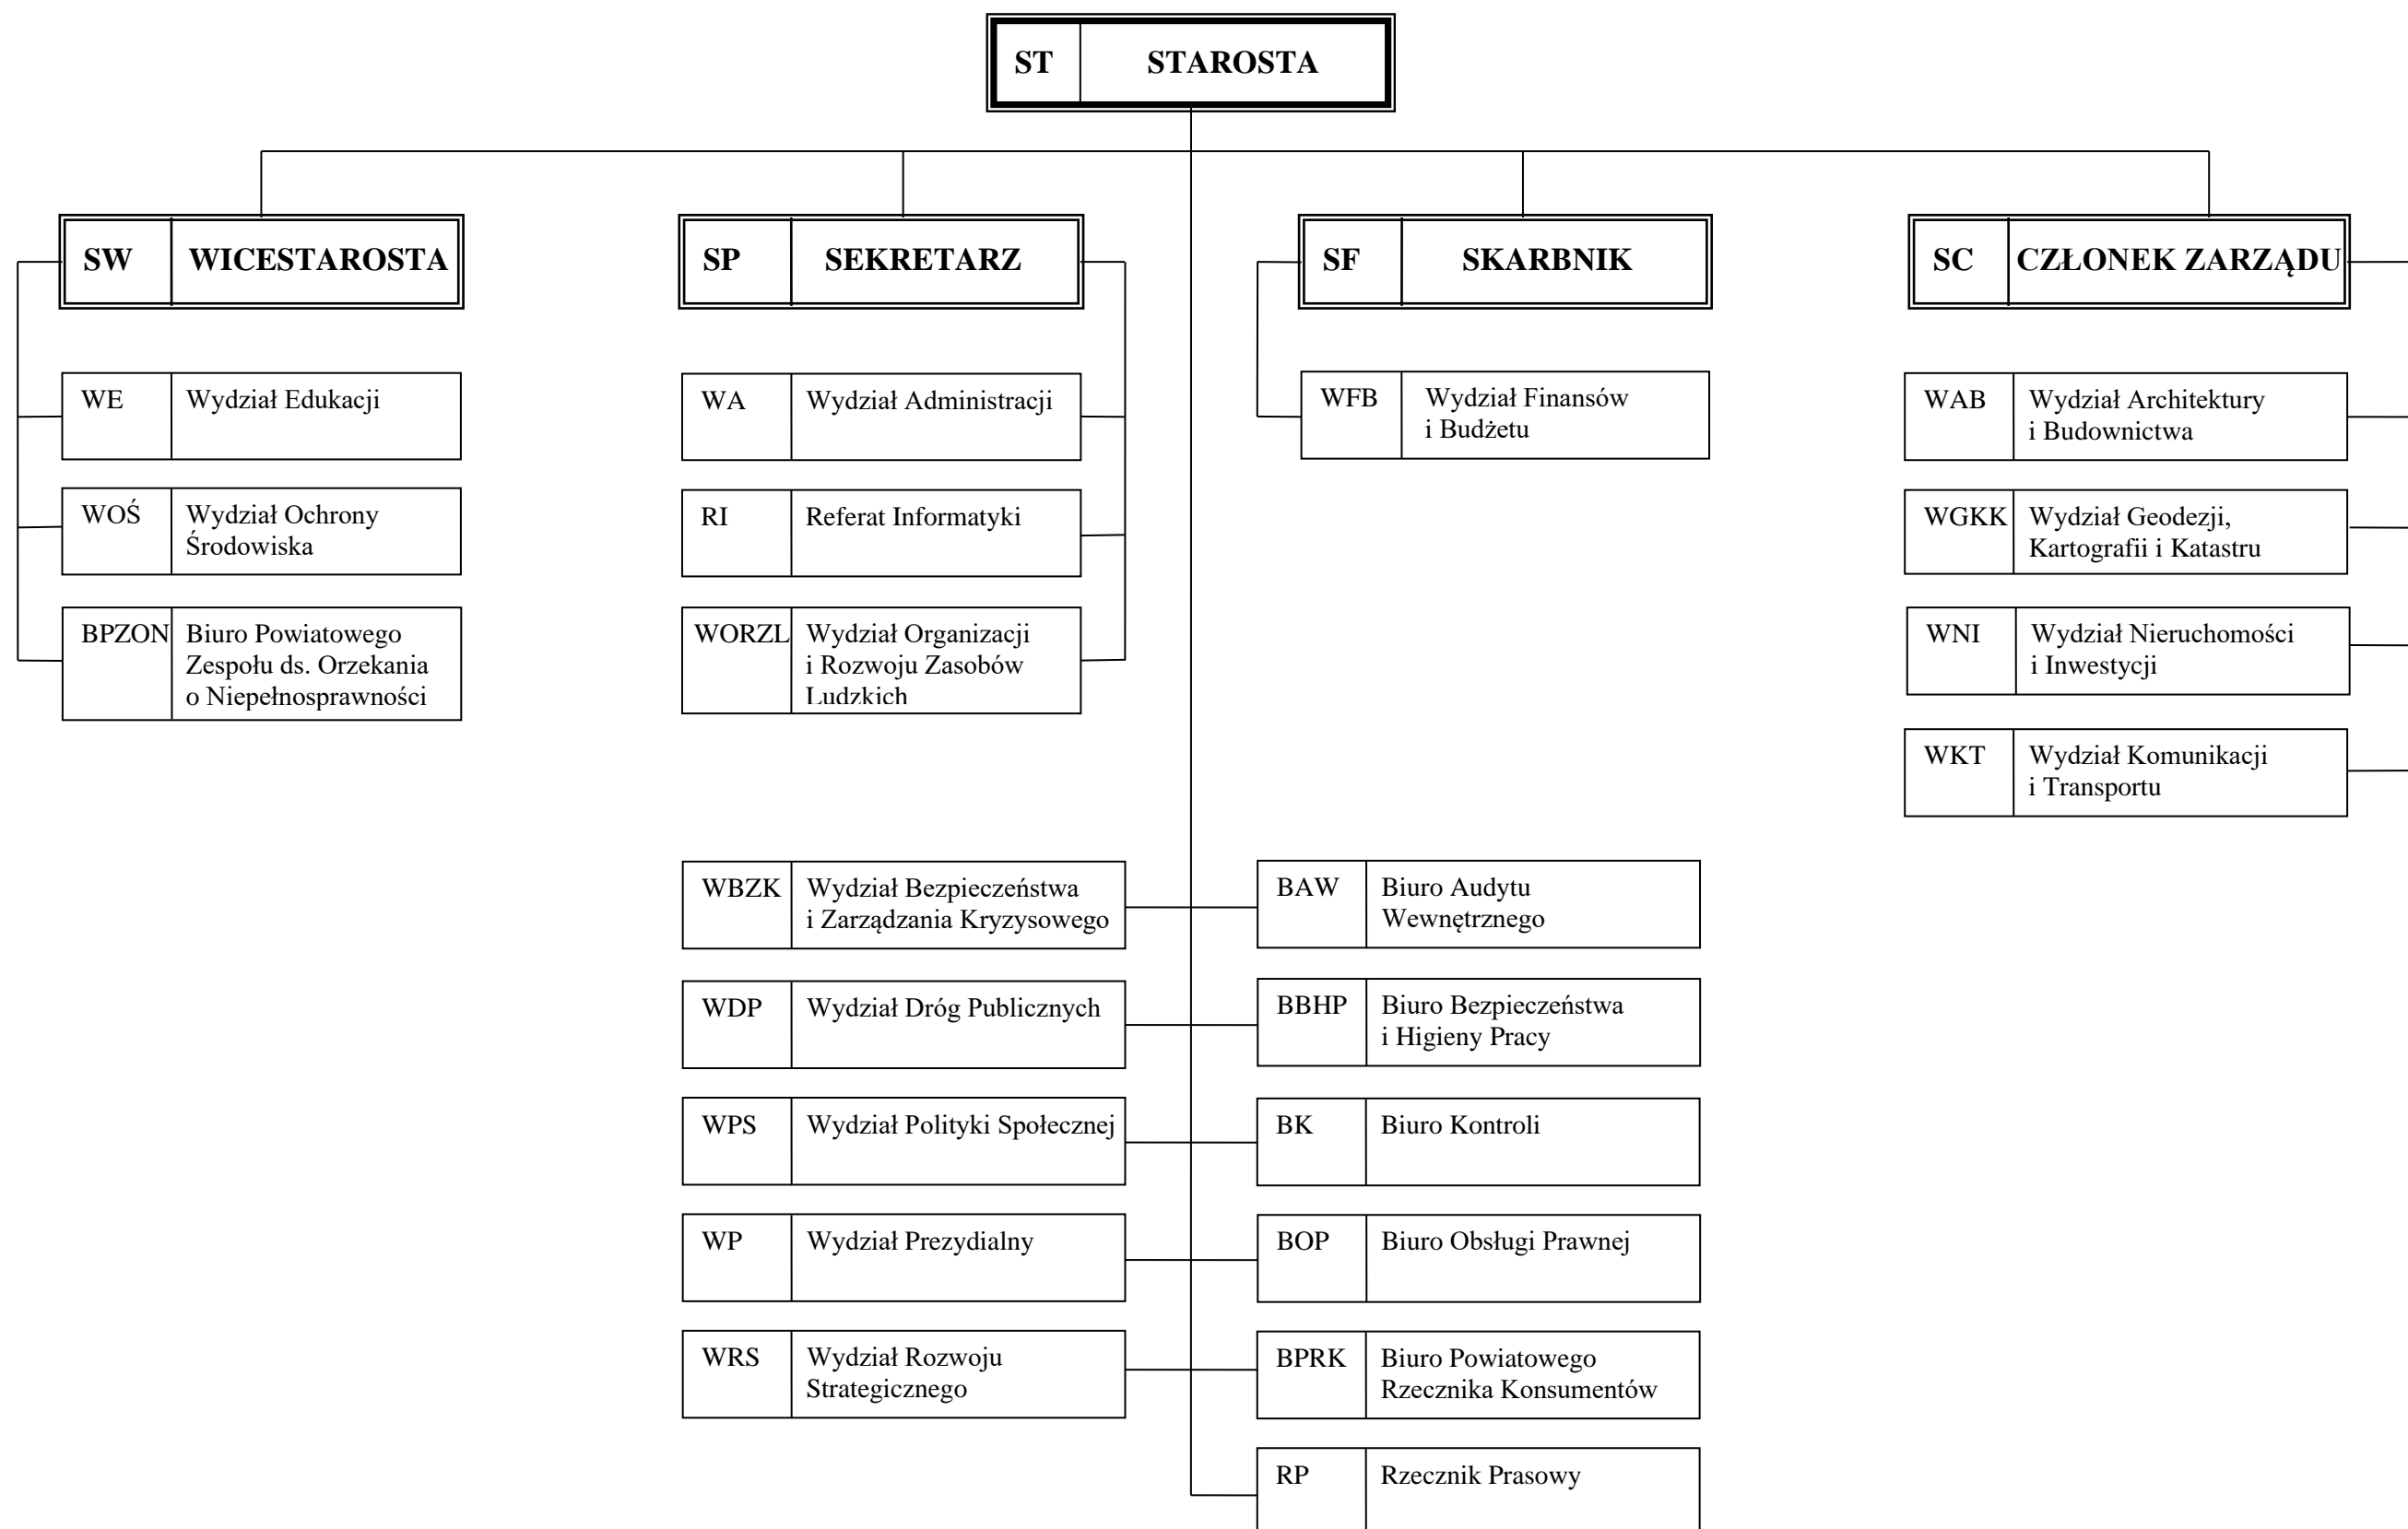 ST STAROSTA
SW WICESTAROSTA
SP SEKRETARZ
SF SKARBNIK
SC CZŁONEK ZARZĄDU
WE Wydział Edukacji
WOŚ Wydział Ochrony
Środowiska
BPZON Biuro Powiatowego
Zespołu ds. Orzekania
o Niepełnosprawności
WA Wydział Administracji
RI Referat Informatyki
WORZL Wydział Organizacji
i Rozwoju Zasobów
Ludzkich
WFB Wydział Finansów
i Budżetu
WAB Wydział Architektury
i Budownictwa
WGKK Wydział Geodezji,
Kartografii i Katastru
WNI Wydział Nieruchomości
i Inwestycji
WKT Wydział Komunikacji
i Transportu
WBZK Wydział Bezpieczeństwa
i Zarządzania Kryzysowego
WDP Wydział Dróg Publicznych
WPS Wydział Polityki Społecznej
WP Wydział Prezydialny
WRS Wydział Rozwoju
Strategicznego
BAW Biuro Audytu
Wewnętrznego
BBHP Biuro Bezpieczeństwa
i Higieny Pracy
BK Biuro Kontroli
BOP Biuro Obsługi Prawnej
BPRK Biuro Powiatowego
Rzecznika Konsumentów
RP Rzecznik Prasowy